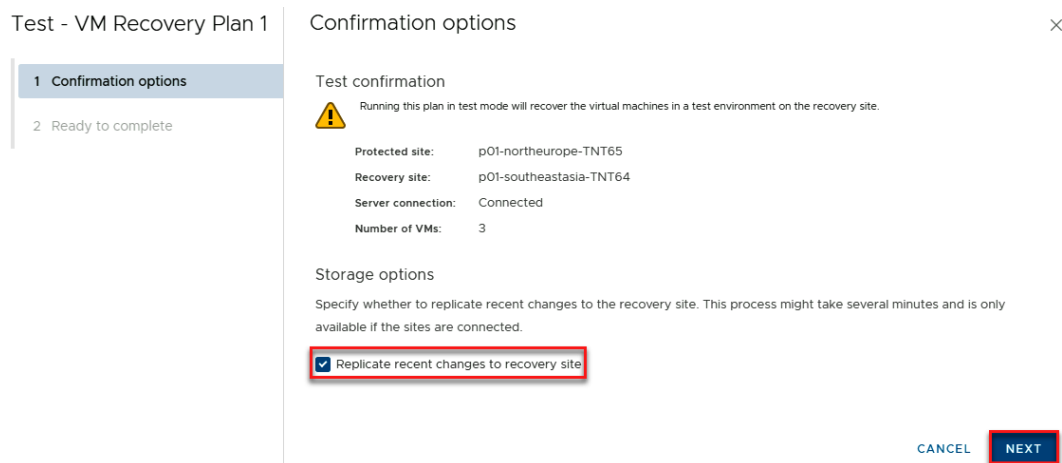 Test - VM Recovery Plan 1
1 Confirmation options
2 Ready to complete
Confirmation options
Test confirmation
Running this plan in test mode will recover the virtual machines in a test environment on the recovery site.
Protected site: p01-northeurope-TNT65
Recovery site: p01-southeastasia-TNT64
Server connection: Connected
Number of VMs: 3
Storage options
Specify whether to replicate recent changes to the recovery site. This process might take several minutes and is only
available if the sites are connected.
Replicate recent changes to recovery site
CANCEL NEXT